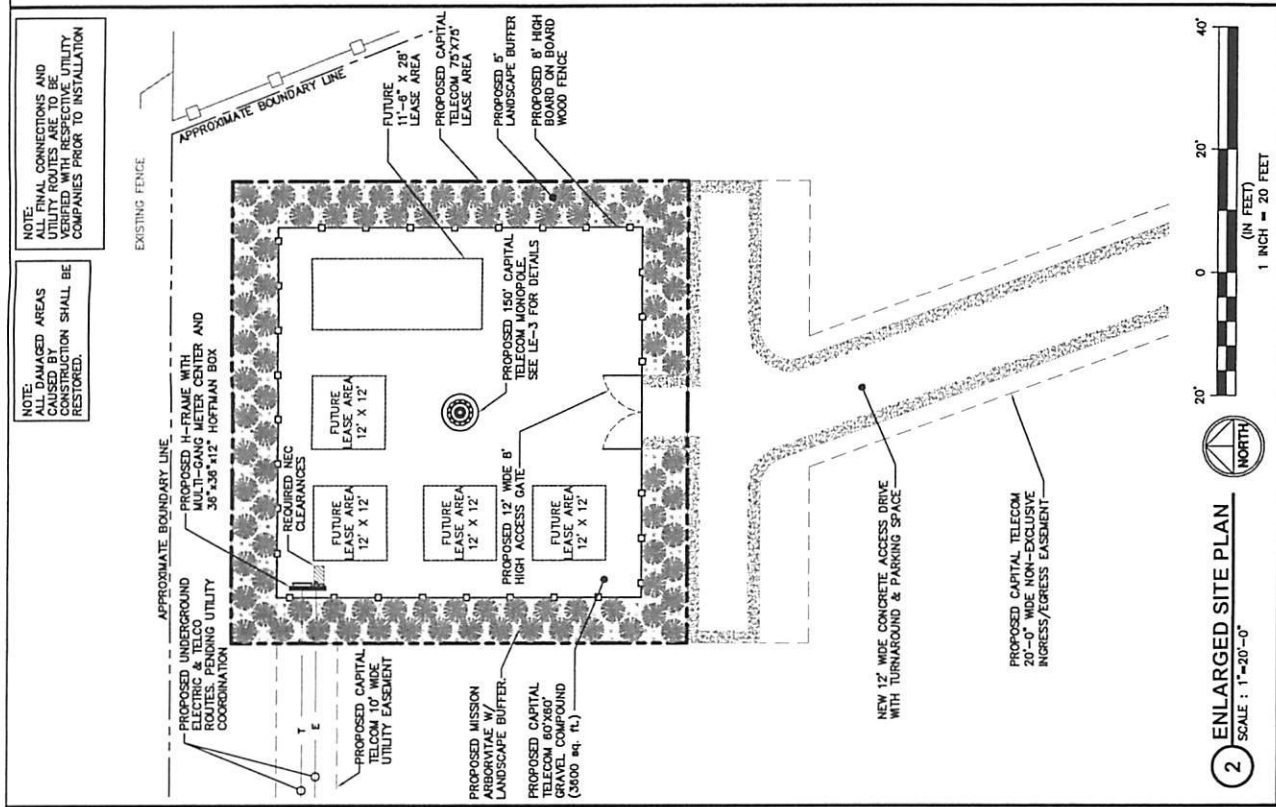 NOTE:
ALL DAMAGED AREAS
CAUSED BY
CONSTRUCTION SHALL BE
RESTORED.
NOTE:
ALL FINAL CONNECTIONS AND
UTILITY ROUTES ARE TO BE
VERIFIED WITH RESPECTIVE UTILITY
COMPANIES PRIOR TO INSTALLATION
EXISTING FENCE
APPROXIMATE BOUNDARY LINE
APPROXIMATE BOUNDARY LINE
PROPOSED UNDERGROUND
ELECTRIC & TELCO
ROUTES, PENDING UTILITY
COORDINATION
PROPOSED H-FRAME WITH
MULTI-GANG METER CENTER AND
36"x36"x12" HOFFMAN BOX
REQUIRED NEC
CLEARANCES
T
E
PROPOSED CAPITAL
TELCOM 10' WIDE
UTILITY EASEMENT
FUTURE
LEASE AREA
12' X 12'
FUTURE
LEASE AREA
12' X 12'
FUTURE
LEASE AREA
12' X 12'
FUTURE
LEASE AREA
12' X 12'
FUTURE
11'-6" X 28'
LEASE AREA
PROPOSED CAPITAL
TELECOM 75'X75'
LEASE AREA
PROPOSED 5'
LANDSCAPE BUFFER
PROPOSED 8' HIGH
BOARD ON BOARD
WOOD FENCE
PROPOSED 150' CAPITAL
TELECOM MONOPOLE,
SEE LE-3 FOR DETAILS
PROPOSED 12' WIDE 8'
HIGH ACCESS GATE
PROPOSED MISSION
ARBORVITAE W/
LANDSCAPE BUFFER.
PROPOSED CAPITAL
TELECOM 60'X60'
GRAVEL COMPOUND
(3600 sq. ft.)
NEW 12' WIDE CONCRETE ACCESS DRIVE
WITH TURNAROUND & PARKING SPACE
PROPOSED CAPITAL TELECOM
20'-0" WIDE NON-EXCLUSIVE
INGRESS/EGRESS EASEMENT
2
ENLARGED SITE PLAN
SCALE : 1"=20'-0"
NORTH
20' 0 20' 40'
(IN FEET)
1 INCH = 20 FEET